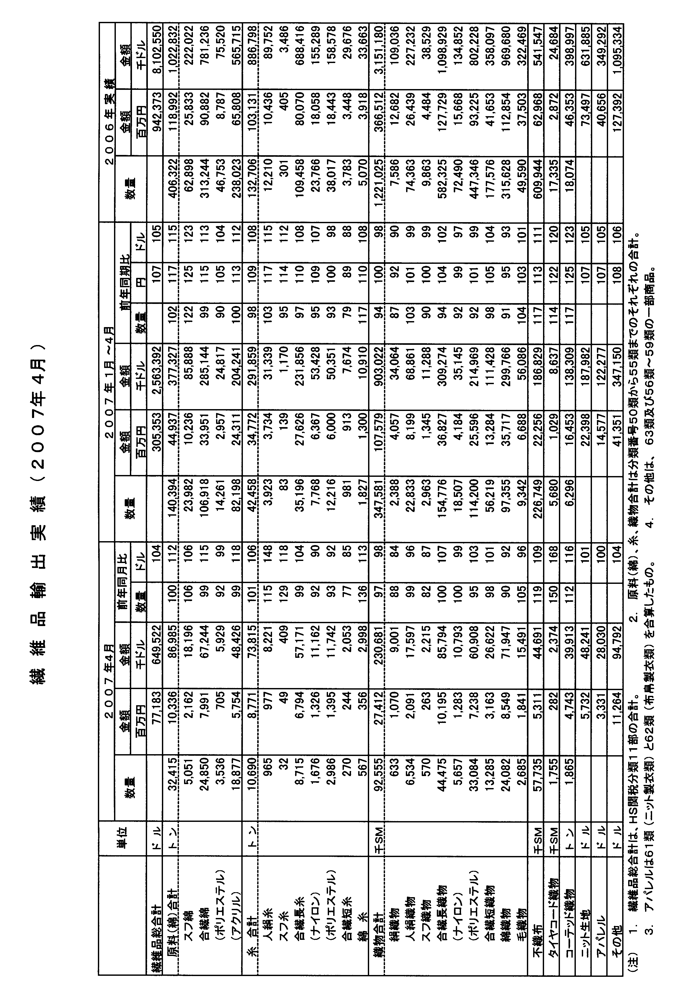 繊維品輸出実績（2007年4月）
単位 2007年4月 2007年1月～4月 2006年実績
数量 金額 金額 前年同月比 数量 金額 金額 前年同期比 数量 金額 金額
百万円 千ドル 数量 ドル 百万円 千ドル 数量 円 ドル 百万円 千ドル
繊維品総合計 ドル 77,183 649,522 104 305,353 2,563,392 107 105 942,373 8,102,550
原料(綿)合計 トン 32,415 10,336 86,985 100 112 140,394 44,937 377,327 102 117 115 406,322 118,992 1,022,832
スフ綿 5,051 2,162 18,196 106 106 23,982 10,236 85,888 122 125 123 62,898 25,833 222,022
合繊綿 24,850 7,991 67,244 99 115 106,918 33,951 285,144 99 115 113 313,244 90,882 781,236
(ポリエステル) 3,536 705 5,929 92 99 14,261 2,957 24,817 90 105 104 46,753 8,787 75,520
(アクリル) 18,877 5,754 48,426 99 118 82,198 24,311 204,241 100 113 112 238,023 65,808 565,715
糸 合計 トン 10,690 8,771 73,815 101 106 42,458 34,772 291,859 98 109 108 132,706 103,131 886,798
人絹糸 965 977 8,221 115 148 3,923 3,734 31,339 103 117 115 12,210 10,436 89,752
スフ糸 32 49 409 129 118 83 139 1,170 95 114 112 301 405 3,486
合繊長糸 8,715 6,794 57,171 99 104 35,196 27,626 231,856 97 110 108 109,458 80,070 688,416
(ナイロン) 1,676 1,326 11,162 92 90 7,768 6,367 53,428 95 109 107 23,766 18,058 155,289
(ポリエステル) 2,986 1,395 11,742 93 92 12,216 6,000 50,351 93 100 98 38,017 18,443 158,578
合繊短糸 270 244 2,053 77 85 981 913 7,674 79 89 88 3,783 3,448 29,676
綿 糸 567 356 2,998 136 113 1,827 1,300 10,910 117 110 108 5,070 3,918 33,663
織物合計 千SM 92,555 27,412 230,681 97 98 347,581 107,579 903,022 94 100 98 1,221,025 366,512 3,151,180
絹織物 633 1,070 9,001 88 84 2,388 4,057 34,064 87 92 90 7,586 12,682 109,036
人絹織物 6,534 2,091 17,597 99 96 22,833 8,199 68,861 103 101 99 74,363 26,439 227,232
スフ織物 570 263 2,215 82 87 2,963 1,345 11,288 90 100 99 9,863 4,484 38,529
合繊長織物 44,475 10,195 85,794 100 107 154,776 36,827 309,274 94 104 102 582,325 127,729 1,098,929
(ナイロン) 5,657 1,283 10,793 100 99 18,507 4,184 35,145 92 99 97 72,490 15,668 134,852
(ポリエステル) 33,084 7,238 60,908 95 103 114,200 25,596 214,969 92 101 99 447,346 93,225 802,228
合繊短織物 13,285 3,163 26,622 98 101 56,219 13,284 111,428 98 105 104 177,576 41,653 358,097
綿織物 24,082 8,549 71,947 90 92 97,355 35,717 299,766 91 95 93 315,628 112,854 969,680
毛織物 2,685 1,841 15,491 105 96 9,342 6,688 56,086 104 103 101 49,590 37,503 322,469
不織布 千SM 57,735 5,311 44,691 119 109 226,749 22,256 186,829 117 113 111 609,944 62,968 541,547
タイヤコード織物 千SM 1,755 282 2,374 150 168 5,680 1,029 8,637 114 122 120 17,335 2,872 24,684
コーテッド織物 トン 1,865 4,743 39,913 112 116 6,296 16,453 138,309 117 125 123 18,074 46,353 398,997
ニット生地 ドル 5,732 48,241 101 22,398 187,982 107 105 73,497 631,885
アパレル ドル 3,331 28,030 100 14,577 122,277 107 105 40,656 349,292
その他 ドル 11,264 94,792 104 41,351 347,150 108 106 127,392 1,095,334
(注) 1. 繊維品総合計は、HS関税分類11部の合計。 2. 原料(綿)、糸、織物合計は分類番号50類から55類までのそれぞれの合計。
3. アパレルは61類(ニット製衣類)と62類(布帛製衣類)を合算したもの。 4. その他は、63類及び56類～59類の一部商品。